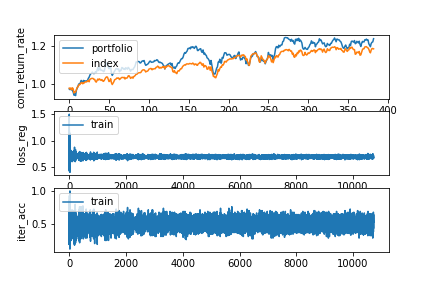 com_return_rate
1.2
1.0
portfolio
index
0 50 100 150 200 250 300 350 400
loss_reg
1.5
1.0
0.5
train
0 2000 4000 6000 8000 10000
iter_acc
1.0
0.5
train
0 2000 4000 6000 8000 10000